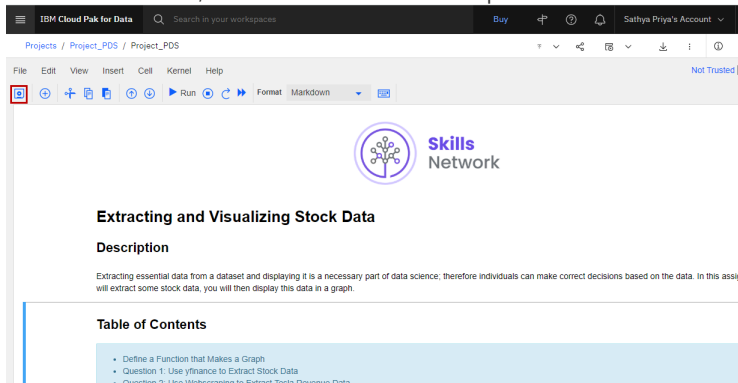 IBM Cloud Pak for Data Search in your workspaces Buy Sathya Priya's Account
Projects / Project_PDS / Project_PDS
File Edit View Insert Cell Kernel Help Not Trusted
Run Format Markdown
Skills
Network
Extracting and Visualizing Stock Data
Description
Extracting essential data from a dataset and displaying it is a necessary part of data science; therefore individuals can make correct decisions based on the data. In this assi
will extract some stock data, you will then display this data in a graph.
Table of Contents
• Define a Function that Makes a Graph
• Question 1: Use yfinance to Extract Stock Data
• Question 2: Use Webscraping to Extract Tesla Revenue Data